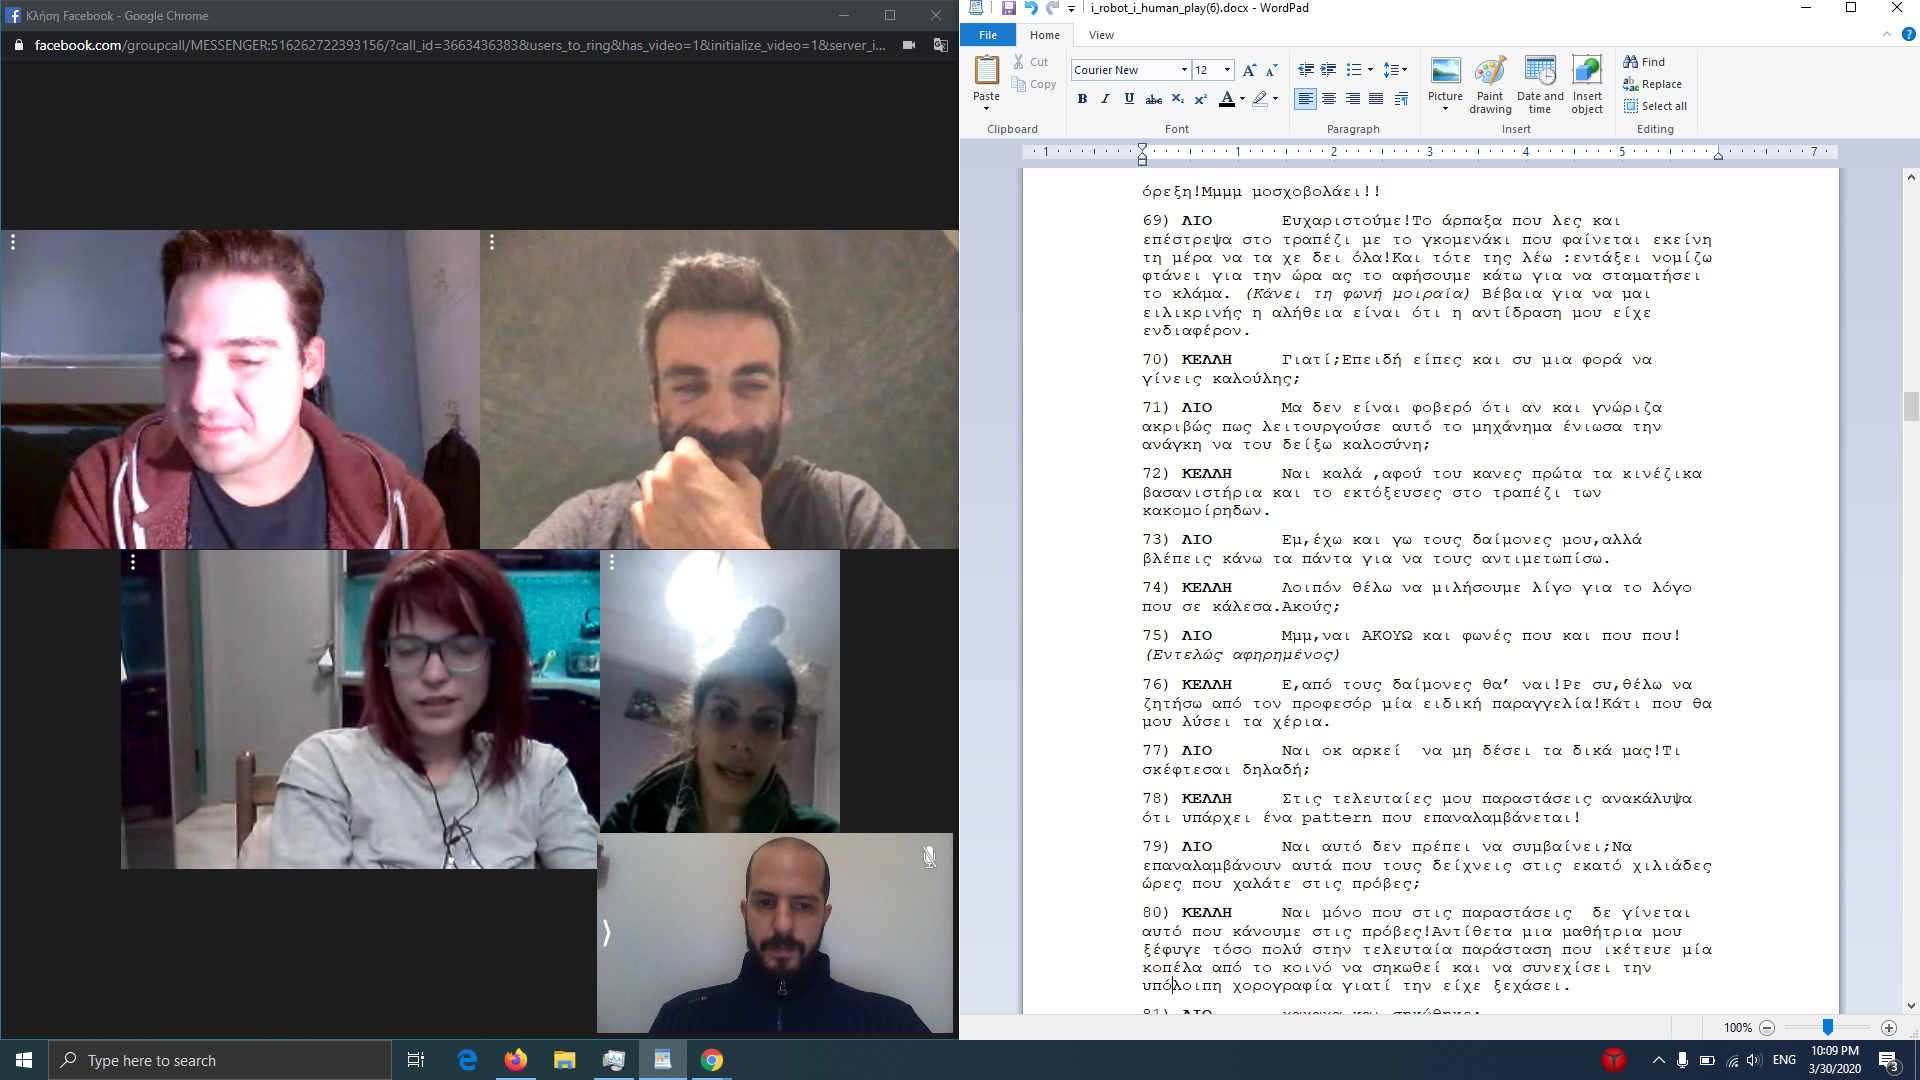 Κλήση Facebook - Google Chrome
facebook.com/groupcall/MESSENGER:516262722393156/?call_id=3663436383&users_to_ring&has_video=1&initialize_video=1&server_i...
i_robot_i_human_play(6).docx - WordPad
File
Home
View
Paste
Cut
Copy
Clipboard
Courier New
12
Font
Paragraph
Picture
Paint drawing
Date and time
Insert object
Insert
Find
Replace
Select all
Editing
1 1 2 3 4 5 7
όρεξη!Μμμμ μοσχοβολάει!!
69) ΛΙΟ Ευχαριστούμε!Το άρπαξα που λες και
επέστρεψα στο τραπέζι με το γκομενάκι που φαίνεται εκείνη
τη μέρα να τα χε δει όλα!Και τότε της λέω :εντάξει νομίζω
φτάνει για την ώρα ας το αφήσουμε κάτω για να σταματήσει
το κλάμα. (Κάνει τη φωνή μοιραία) Βέβαια για να μαι
ειλικρινής η αλήθεια είναι ότι η αντίδραση μου είχε
ενδιαφέρον.
70) ΚΕΛΛΗ Γιατί;Επειδή είπες και συ μια φορά να
γίνεις καλούλης;
71) ΛΙΟ Μα δεν είναι φοβερό ότι αν και γνώριζα
ακριβώς πως λειτουργούσε αυτό το μηχάνημα ένιωσα την
ανάγκη να του δείξω καλοσύνη;
72) ΚΕΛΛΗ Ναι καλά ,αφού του κανες πρώτα τα κινέζικα
βασανιστήρια και το εκτόξευσες στο τραπέζι των
κακομοίρηδων.
73) ΛΙΟ Εμ,έχω και γω τους δαίμονες μου,αλλά
βλέπεις κάνω τα πάντα για να τους αντιμετωπίσω.
74) ΚΕΛΛΗ Λοιπόν θέλω να μιλήσουμε λίγο για το λόγο
που σε κάλεσα.Ακούς;
75) ΛΙΟ Μμμ,ναι ΑΚΟΥΩ και φωνές που και που που!
(Εντελώς αφηρημένος)
76) ΚΕΛΛΗ Ε,από τους δαίμονες θα’ ναι!Ρε συ,θέλω να
ζητήσω από τον προφεσόρ μία ειδική παραγγελία!Κάτι που θα
μου λύσει τα χέρια.
77) ΛΙΟ Ναι οκ αρκεί  να μη δέσει τα δικά μας!Τι
σκέφτεσαι δηλαδή;
78) ΚΕΛΛΗ Στις τελευταίες μου παραστάσεις ανακάλυψα
ότι υπάρχει ένα pattern που επαναλαμβάνεται!
79) ΛΙΟ Ναι αυτό δεν πρέπει να συμβαίνει;Να
επαναλαμβάνουν αυτά που τους δείχνεις στις εκατό χιλιάδες
ώρες που χαλάτε στις πρόβες;
80) ΚΕΛΛΗ Ναι μόνο που στις παραστάσεις  δε γίνεται
αυτό που κάνουμε στις πρόβες!Αντίθετα μια μαθήτρια μου
ξέφυγε τόσο πολύ στην τελευταία παράσταση που ικέτευε μία
κοπέλα από το κοινό να σηκωθεί και να συνεχίσει την
υπόλοιπη χορογραφία γιατί την είχε ξεχάσει.
81) ΛΙΟ χαχαχα και σηκώθηκε;
100%
Type here to search
ENG
10:09 PM
3/30/2020
3